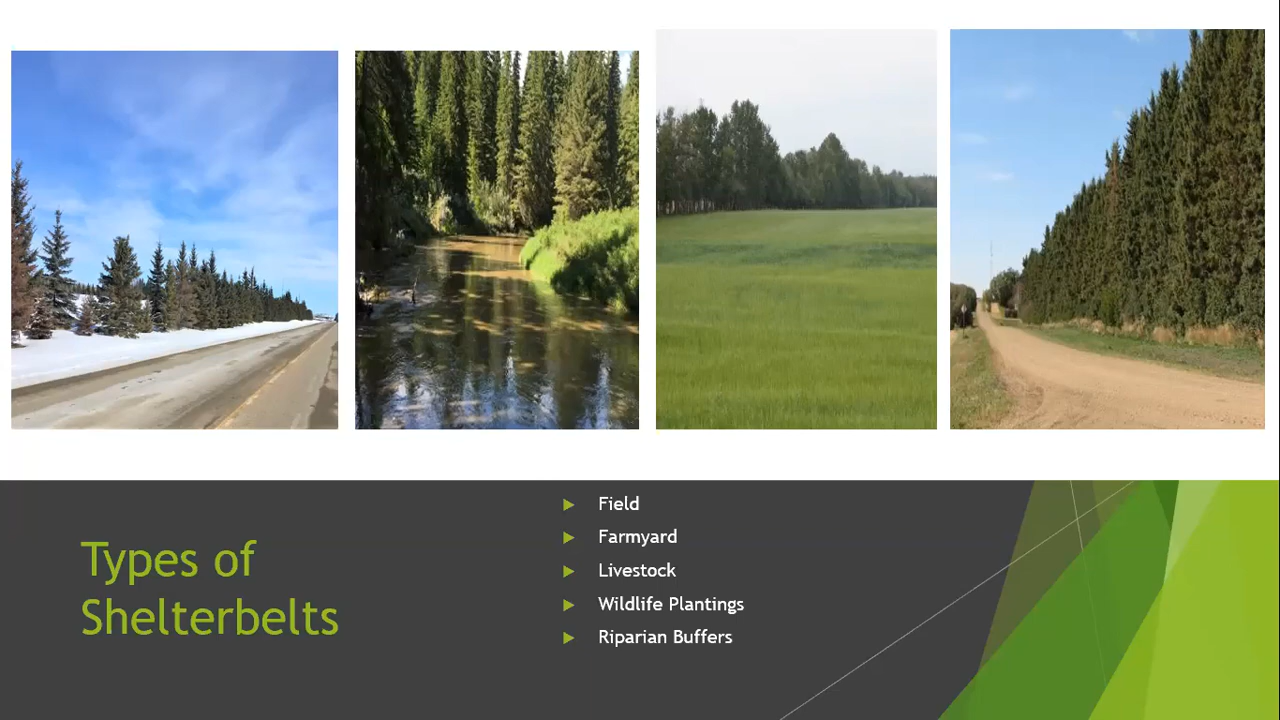 Types of
Shelterbelts
Field
Farmyard
Livestock
Wildlife Plantings
Riparian Buffers